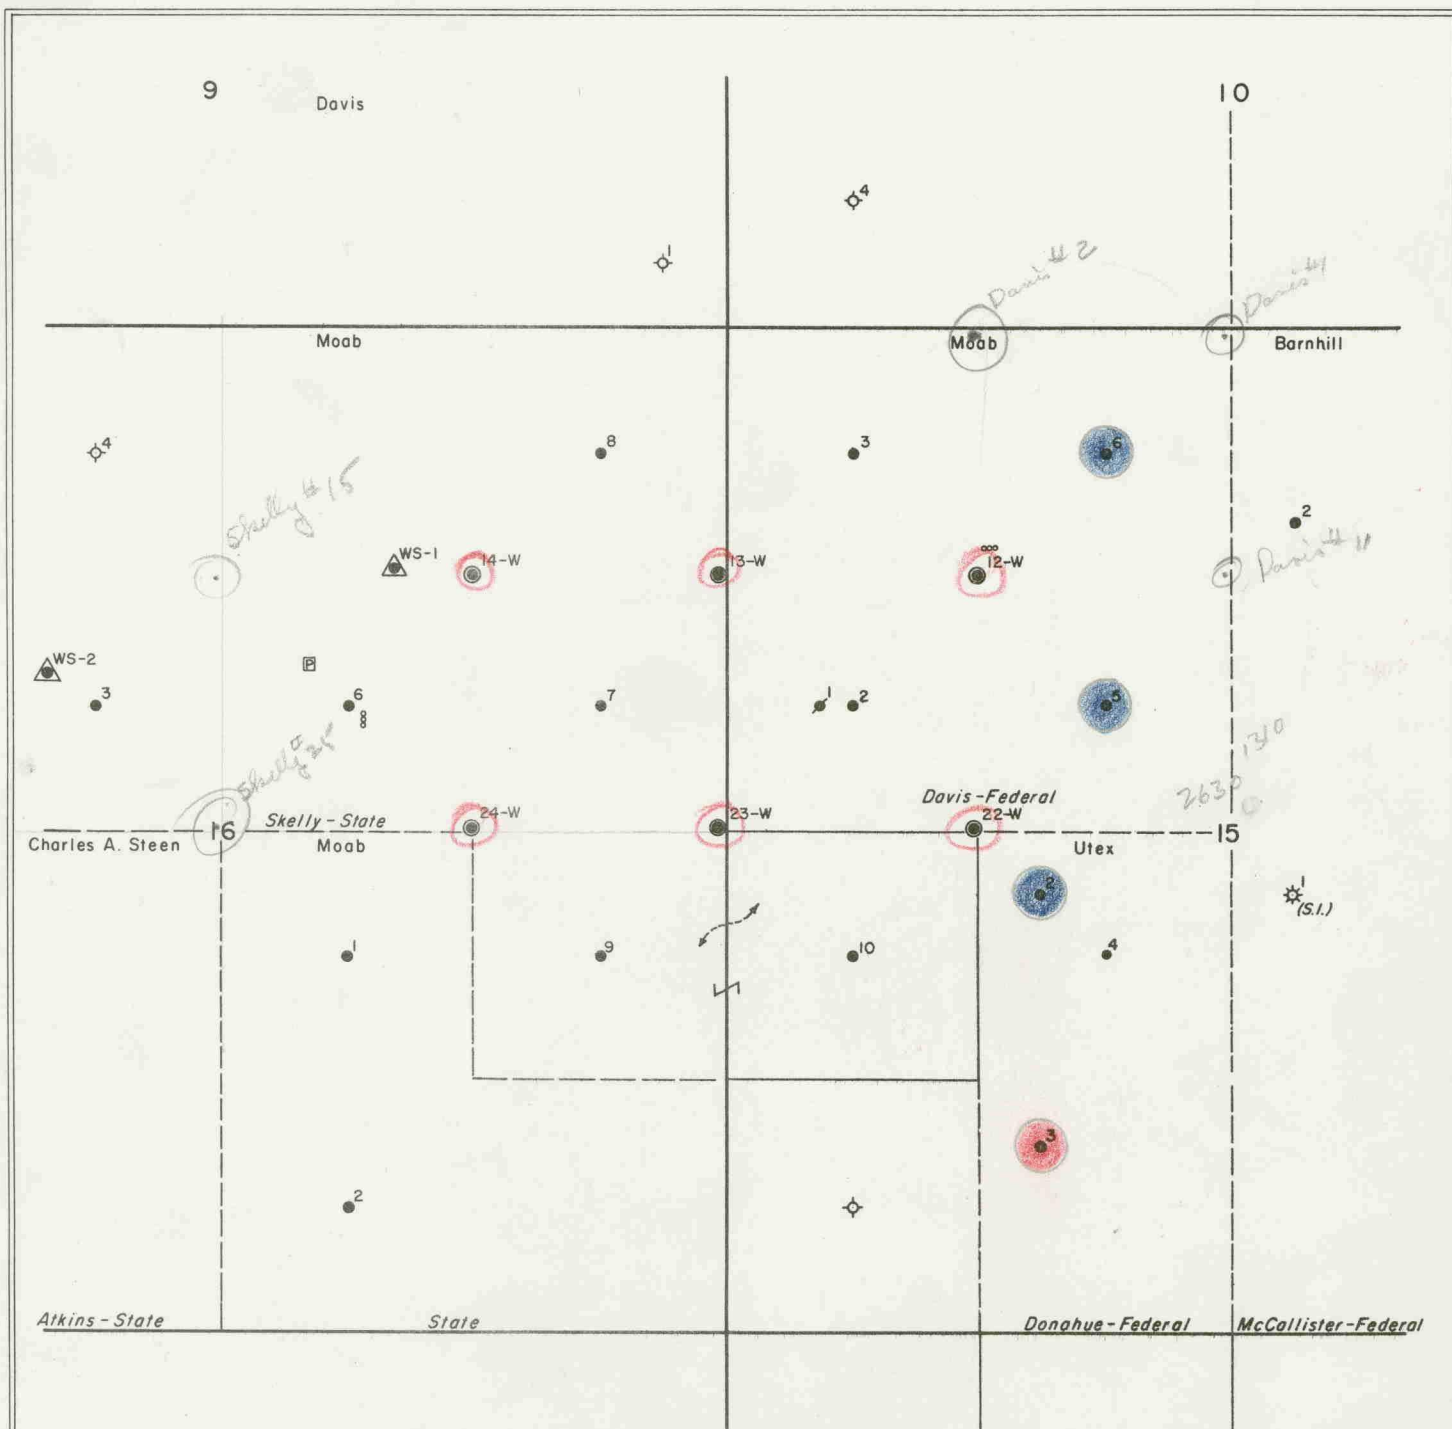 9
Davis
10
4
1
Davis #2
Davis #1
Moab
Moab
Barnhill
4
8
3
6
Skelly #15
2
WS-1
14-W
13-W
12-W
Davis # 11
WS-2
P
3
6
7
1
2
5
Skelly # 25
1310
2630
Davis-Federal
24-W
23-W
22-W
Skelly-State
16
15
Charles A. Steen
Moab
Utex
2
1
(S.I.)
1
9
10
4
3
2
Atkins-State
State
Donahue-Federal
McCallister-Federal